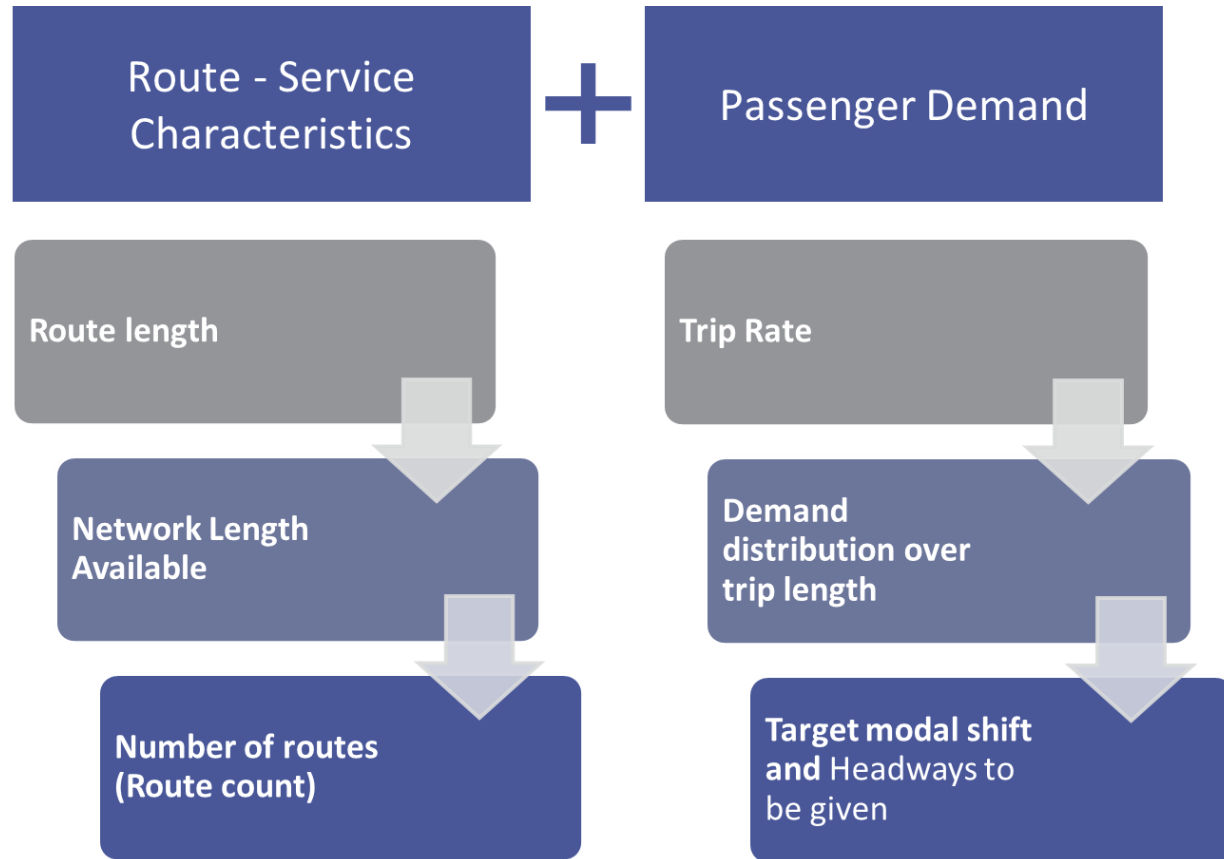 Route - Service
Characteristics
Passenger Demand
Route length
Network Length
Available
Number of routes
(Route count)
Trip Rate
Demand
distribution over
trip length
Target modal shift
and Headways to
be given